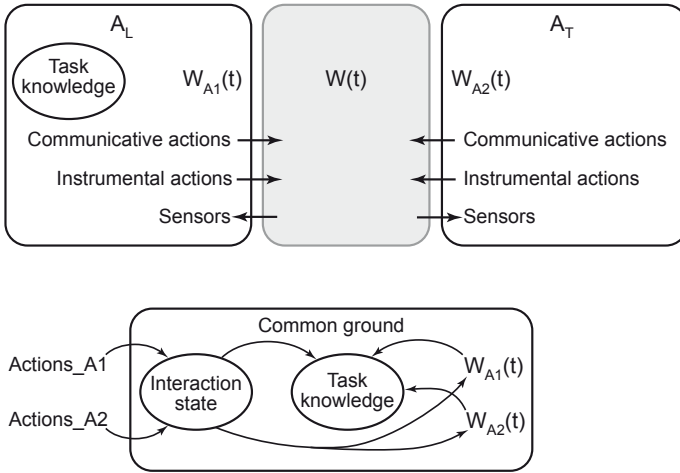 A_L
A_T
Task
knowledge
W_A1(t)
W(t)
W_A2(t)
Communicative actions
Communicative actions
Instrumental actions
Instrumental actions
Sensors
Sensors
Common ground
Actions_A1
Actions_A2
Interaction
state
Task
knowledge
W_A1(t)
W_A2(t)